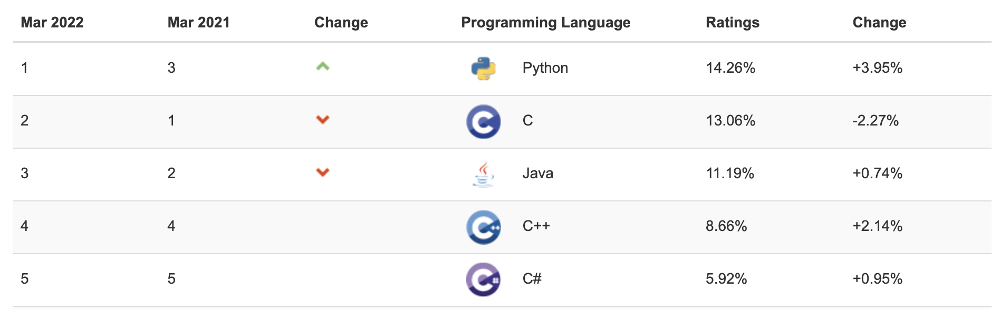 Mar 2022 Mar 2021 Change Programming Language Ratings Change
1 3 Python 14.26% +3.95%
2 1 C 13.06% -2.27%
3 2 Java 11.19% +0.74%
4 4 C++ 8.66% +2.14%
5 5 C# 5.92% +0.95%